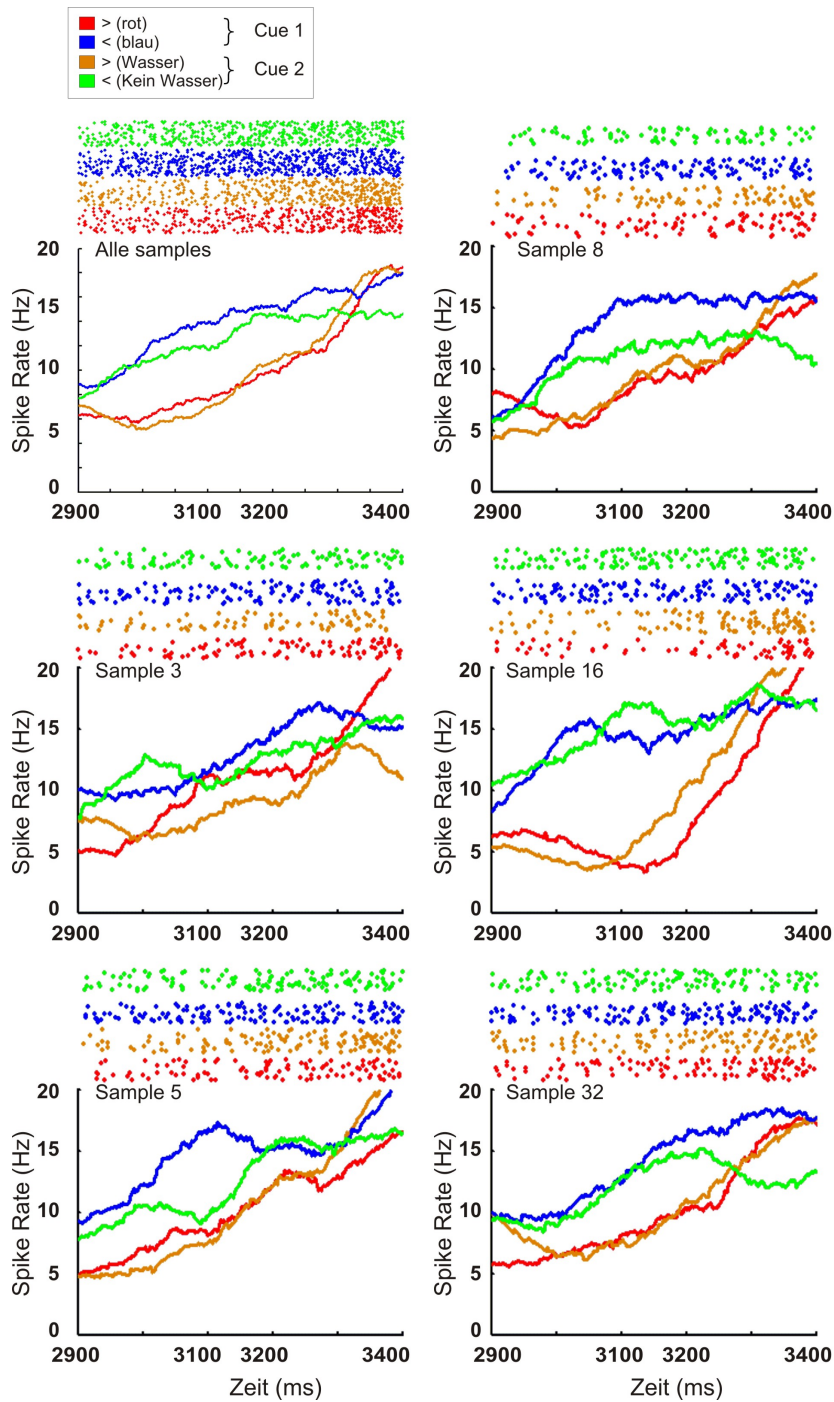 > (rot)
< (blau)
} Cue 1
> (Wasser)
< (Kein Wasser)
} Cue 2
Alle samples
Spike Rate (Hz)
20
15
10
5
0
2900 3100 3200 3400
Sample 8
Spike Rate (Hz)
20
15
10
5
0
2900 3100 3200 3400
Sample 3
Spike Rate (Hz)
20
15
10
5
0
2900 3100 3200 3400
Sample 16
Spike Rate (Hz)
20
15
10
5
0
2900 3100 3200 3400
Sample 5
Spike Rate (Hz)
20
15
10
5
0
2900 3100 3200 3400
Zeit (ms)
Sample 32
Spike Rate (Hz)
20
15
10
5
0
2900 3100 3200 3400
Zeit (ms)